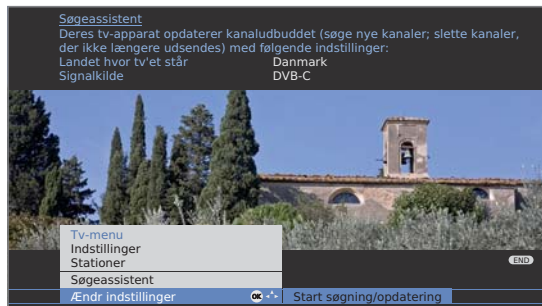 Søgeassistent
Deres tv-apparat opdaterer kanaludbuddet (søge nye kanaler; slette kanaler,
der ikke længere udsendes) med følgende indstillinger:
Landet hvor tv'et står Danmark
Signalkilde DVB-C
Tv-menu
Indstillinger
Stationer
END
Søgeassistent
Ændr indstillinger OK Start søgning/opdatering